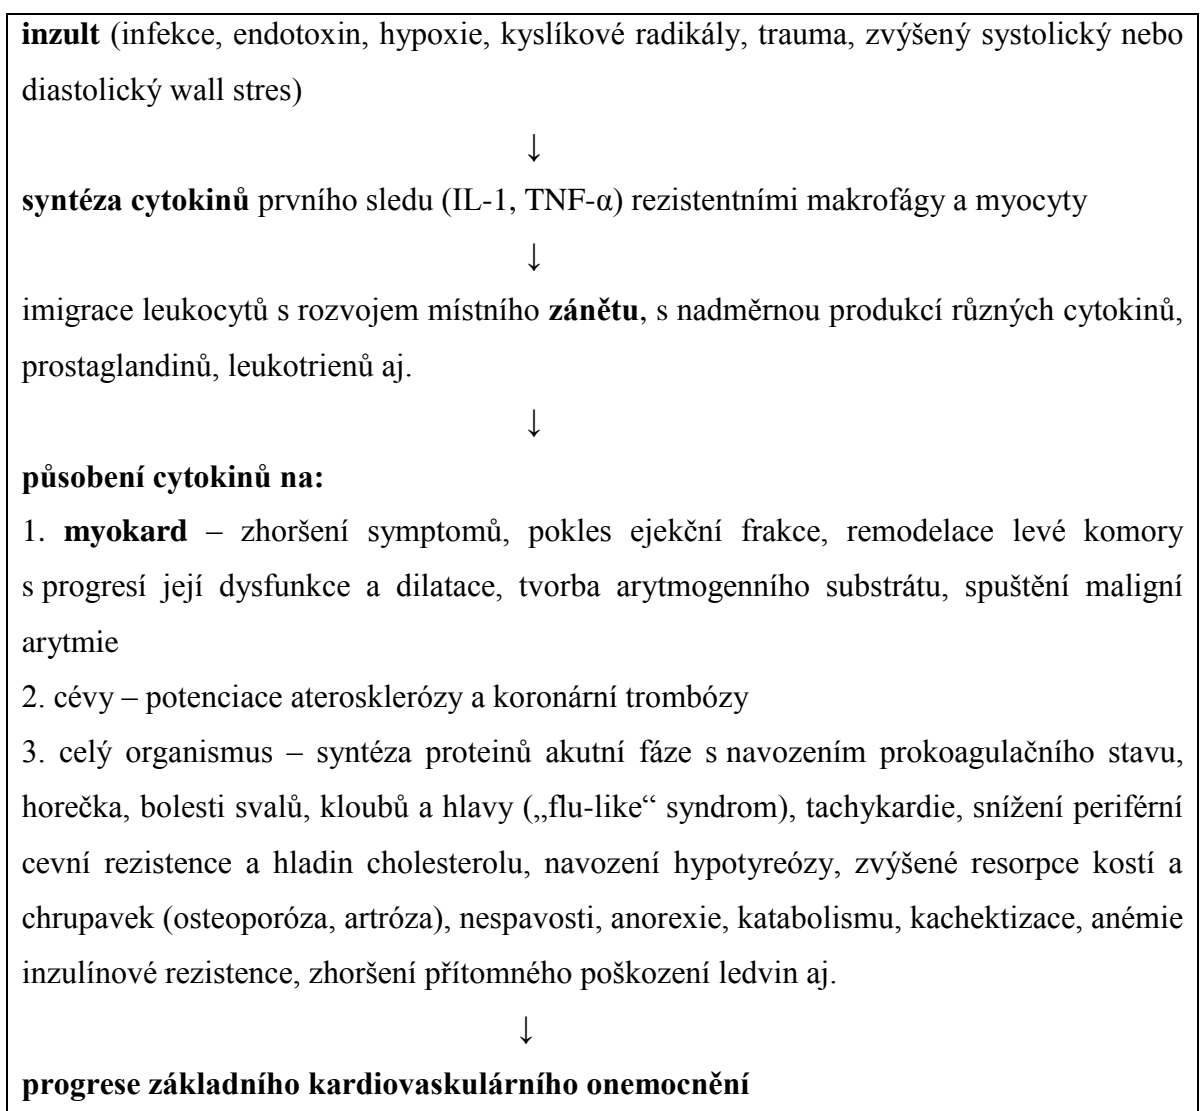 inzult (infekce, endotoxin, hypoxie, kyslíkové radikály, trauma, zvýšený systolický nebo
diastolický wall stres)
↓
syntéza cytokinů prvního sledu (IL-1, TNF-α) rezistentními makrofágy a myocyty
↓
imigrace leukocytů s rozvojem místního zánětu, s nadměrnou produkcí různých cytokinů,
prostaglandinů, leukotrienů aj.
↓
působení cytokinů na:
1. myokard – zhoršení symptomů, pokles ejekční frakce, remodelace levé komory
s progresí její dysfunkce a dilatace, tvorba arytmogenního substrátu, spuštění maligní
arytmie
2. cévy – potenciace aterosklerózy a koronární trombózy
3. celý organismus – syntéza proteinů akutní fáze s navozením prokoagulačního stavu,
horečka, bolesti svalů, kloubů a hlavy („flu-like“ syndrom), tachykardie, snížení periférní
cevní rezistence a hladin cholesterolu, navození hypotyreózy, zvýšené resorpce kostí a
chrupavek (osteoporóza, artróza), nespavosti, anorexie, katabolismu, kachektizace, anémie
inzulínové rezistence, zhoršení přítomného poškození ledvin aj.
↓
progrese základního kardiovaskulárního onemocnění